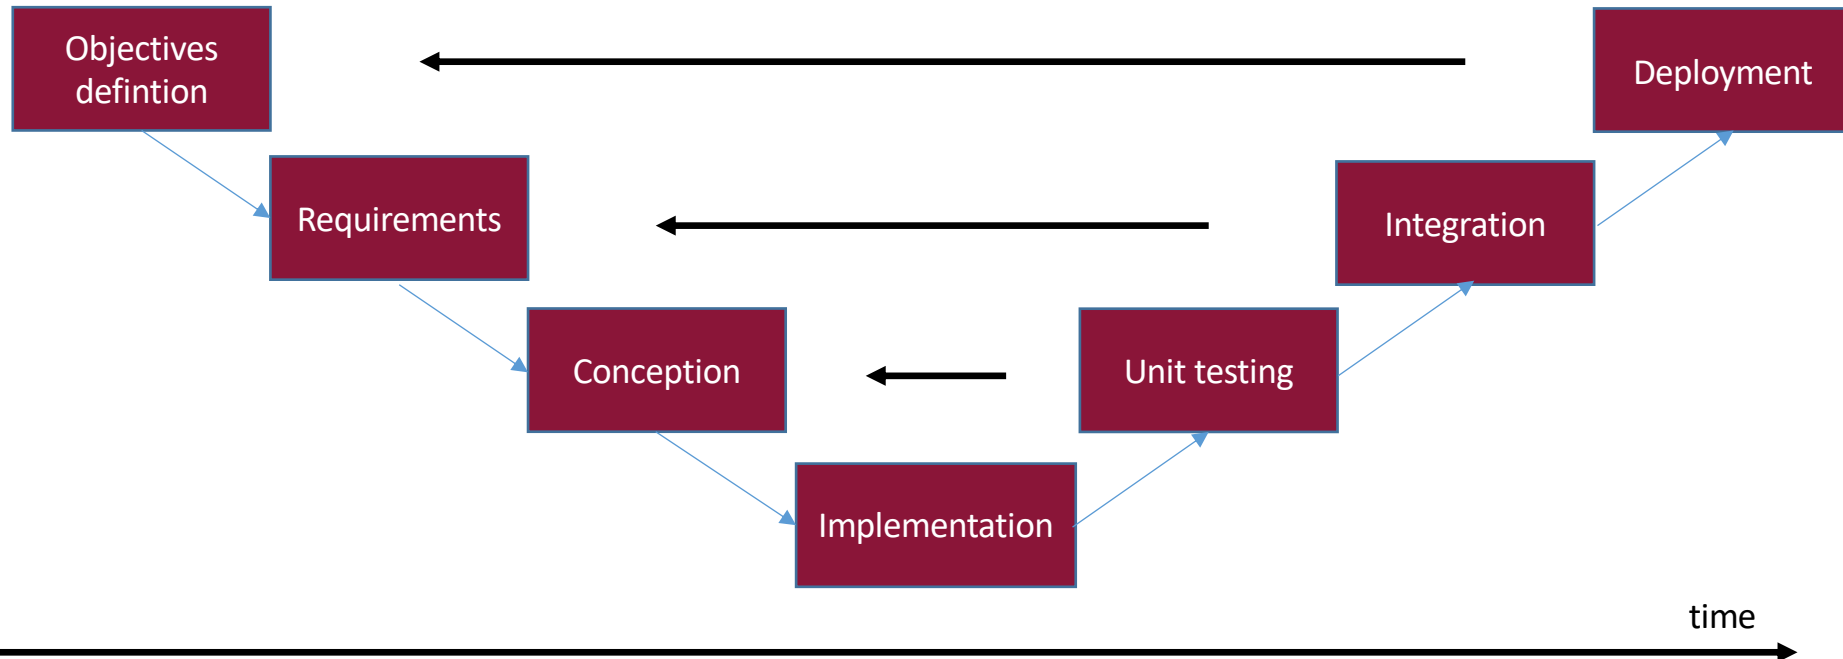 Objectives
defintion
Deployment
Requirements
Integration
Conception
Unit testing
Implementation
time